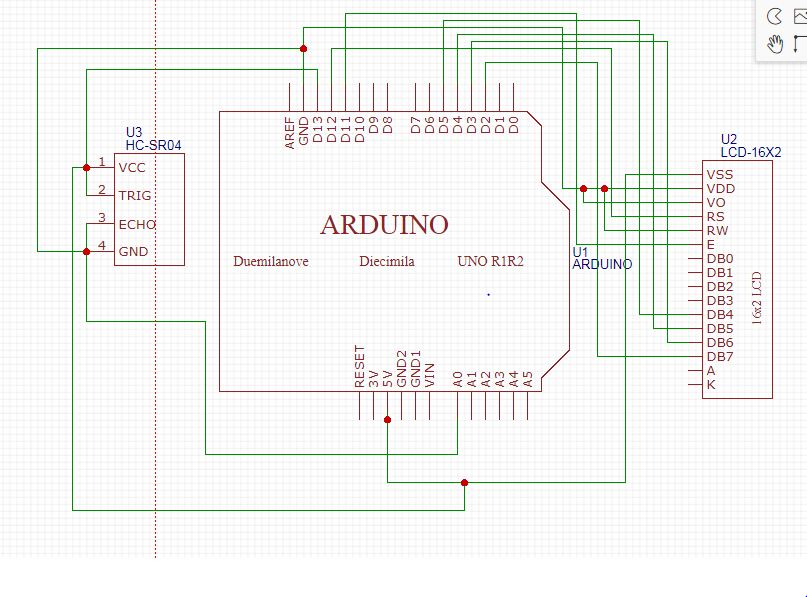 AREF
GND
D13
D12
D11
D10
D9
D8
D7
D6
D5
D4
D3
D2
D1
D0
U3
HC-SR04
1 VCC
2 TRIG
3 ECHO
4 GND
U2
LCD-16X2
VSS
VDD
VO
RS
RW
E
DB0
DB1
DB2
DB3
DB4
DB5
DB6
DB7
A
K
16x2 LCD
ARDUINO
Duemilanove Diecimila UNO R1R2
U1
ARDUINO
RESET
3V
5V
GND2
GND1
VIN
A0
A1
A2
A3
A4
A5